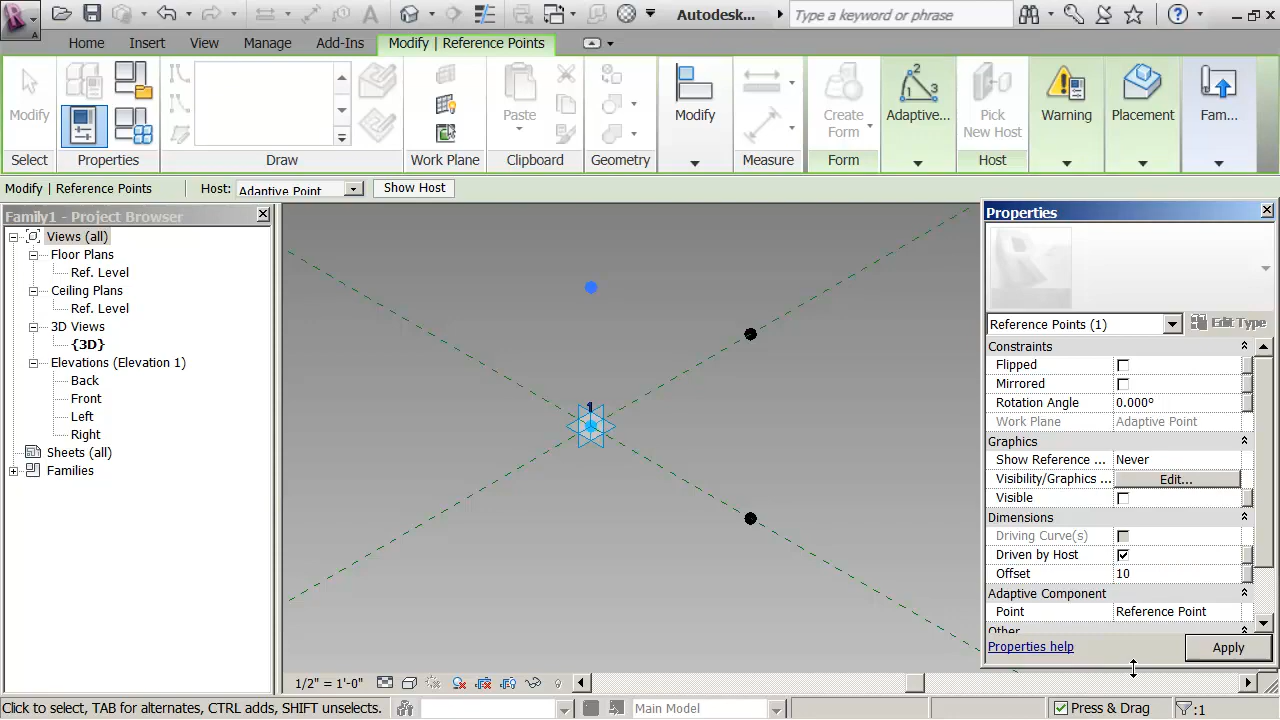 Autodesk...
Type a keyword or phrase
Home
Insert
View
Manage
Add-Ins
Modify | Reference Points
Modify
Paste
Modify
Create Form
Adaptive...
Pick New Host
Warning
Placement
Fam...
Select
Properties
Draw
Work Plane
Clipboard
Geometry
Measure
Form
Host
Modify | Reference Points
Host:
Adaptive Point
Show Host
Family1 - Project Browser
Views (all)
Floor Plans
Ref. Level
Ceiling Plans
Ref. Level
3D Views
{3D}
Elevations (Elevation 1)
Back
Front
Left
Right
Sheets (all)
Families
1
Properties
Reference Points (1)
Edit Type
Constraints
Flipped
Mirrored
Rotation Angle 0.000°
Work Plane Adaptive Point
Graphics
Show Reference ... Never
Visibility/Graphics ... Edit...
Visible
Dimensions
Driving Curve(s)
Driven by Host
Offset 10
Adaptive Component
Point Reference Point
Other
Properties help
Apply
1/2" = 1'-0"
Click to select, TAB for alternates, CTRL adds, SHIFT unselects.
Main Model
Press & Drag
:1